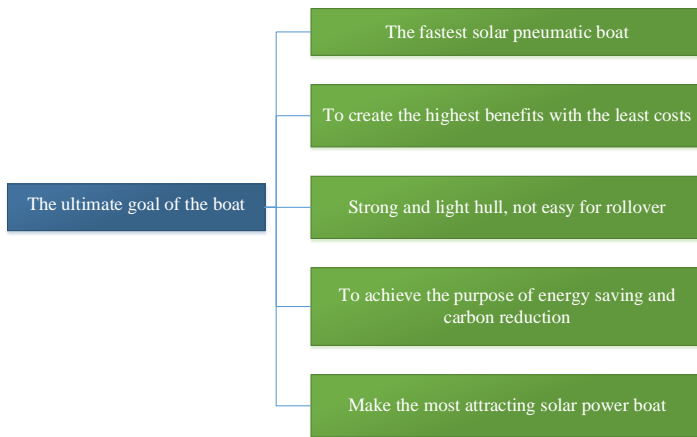 The fastest solar pneumatic boat
To create the highest benefits with the least costs
The ultimate goal of the boat
Strong and light hull, not easy for rollover
To achieve the purpose of energy saving and
carbon reduction
Make the most attracting solar power boat